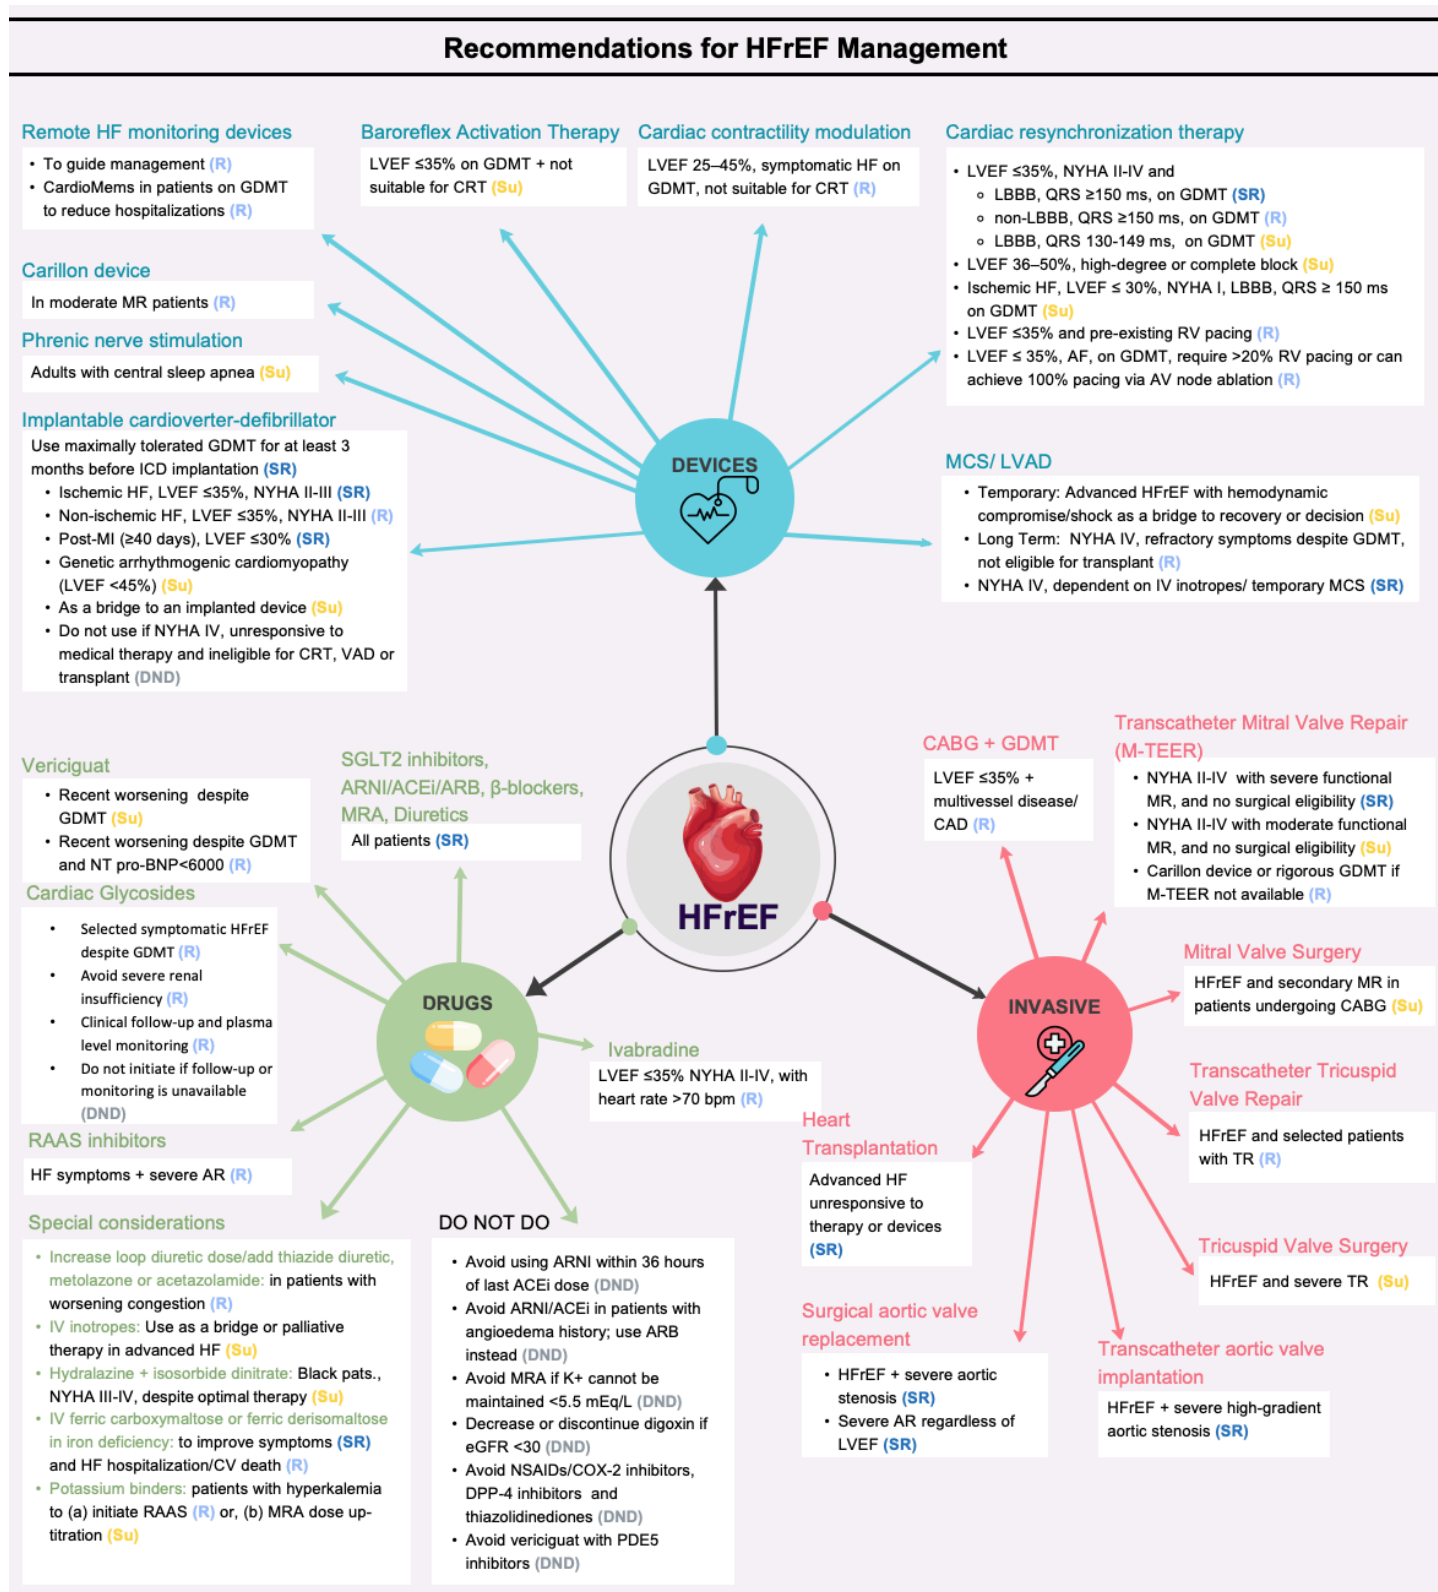 Recommendations for HFrEF Management
Remote HF monitoring devices
• To guide management (R)
• CardioMems in patients on GDMT
to reduce hospitalizations (R)
Baroreflex Activation Therapy
LVEF ≤35% on GDMT + not
suitable for CRT (Su)
Cardiac contractility modulation
LVEF 25–45%, symptomatic HF on
GDMT, not suitable for CRT (R)
Cardiac resynchronization therapy
• LVEF ≤35%, NYHA II-IV and
◦ LBBB, QRS ≥150 ms, on GDMT (SR)
◦ non-LBBB, QRS ≥150 ms, on GDMT (R)
◦ LBBB, QRS 130-149 ms, on GDMT (Su)
• LVEF 36–50%, high-degree or complete block (Su)
• Ischemic HF, LVEF ≤ 30%, NYHA I, LBBB, QRS ≥ 150 ms
on GDMT (Su)
• LVEF ≤35% and pre-existing RV pacing (R)
• LVEF ≤ 35%, AF, on GDMT, require >20% RV pacing or can
achieve 100% pacing via AV node ablation (R)
Carillon device
In moderate MR patients (R)
Phrenic nerve stimulation
Adults with central sleep apnea (Su)
Implantable cardioverter-defibrillator
Use maximally tolerated GDMT for at least 3
months before ICD implantation (SR)
• Ischemic HF, LVEF ≤35%, NYHA II-III (SR)
• Non-ischemic HF, LVEF ≤35%, NYHA II-III (R)
• Post-MI (≥40 days), LVEF ≤30% (SR)
• Genetic arrhythmogenic cardiomyopathy
(LVEF <45%) (Su)
• As a bridge to an implanted device (Su)
• Do not use if NYHA IV, unresponsive to
medical therapy and ineligible for CRT, VAD or
transplant (DND)
DEVICES
MCS/ LVAD
• Temporary: Advanced HFrEF with hemodynamic
compromise/shock as a bridge to recovery or decision (Su)
• Long Term: NYHA IV, refractory symptoms despite GDMT,
not eligible for transplant (R)
• NYHA IV, dependent on IV inotropes/ temporary MCS (SR)
HFrEF
Vericiguat
• Recent worsening despite
GDMT (Su)
• Recent worsening despite GDMT
and NT pro-BNP<6000 (R)
SGLT2 inhibitors,
ARNI/ACEi/ARB, β-blockers,
MRA, Diuretics
All patients (SR)
Cardiac Glycosides
• Selected symptomatic HFrEF
despite GDMT (R)
• Avoid severe renal
insufficiency (R)
• Clinical follow-up and plasma
level monitoring (R)
• Do not initiate if follow-up or
monitoring is unavailable
(DND)
DRUGS
Ivabradine
LVEF ≤35% NYHA II-IV, with
heart rate >70 bpm (R)
RAAS inhibitors
HF symptoms + severe AR (R)
Special considerations
• Increase loop diuretic dose/add thiazide diuretic,
metolazone or acetazolamide: in patients with
worsening congestion (R)
• IV inotropes: Use as a bridge or palliative
therapy in advanced HF (Su)
• Hydralazine + isosorbide dinitrate: Black pats.,
NYHA III-IV, despite optimal therapy (Su)
• IV ferric carboxymaltose or ferric derisomaltose
in iron deficiency: to improve symptoms (SR)
and HF hospitalization/CV death (R)
• Potassium binders: patients with hyperkalemia
to (a) initiate RAAS (R) or, (b) MRA dose up-
titration (Su)
DO NOT DO
• Avoid using ARNI within 36 hours
of last ACEi dose (DND)
• Avoid ARNI/ACEi in patients with
angioedema history; use ARB
instead (DND)
• Avoid MRA if K+ cannot be
maintained <5.5 mEq/L (DND)
• Decrease or discontinue digoxin if
eGFR <30 (DND)
• Avoid NSAIDs/COX-2 inhibitors,
DPP-4 inhibitors and
thiazolidinediones (DND)
• Avoid vericiguat with PDE5
inhibitors (DND)
CABG + GDMT
LVEF ≤35% +
multivessel disease/
CAD (R)
Transcatheter Mitral Valve Repair
(M-TEER)
• NYHA II-IV with severe functional
MR, and no surgical eligibility (SR)
• NYHA II-IV with moderate functional
MR, and no surgical eligibility (Su)
• Carillon device or rigorous GDMT if
M-TEER not available (R)
INVASIVE
Mitral Valve Surgery
HFrEF and secondary MR in
patients undergoing CABG (Su)
Transcatheter Tricuspid
Valve Repair
HFrEF and selected patients
with TR (R)
Heart
Transplantation
Advanced HF
unresponsive to
therapy or devices
(SR)
Tricuspid Valve Surgery
HFrEF and severe TR (Su)
Surgical aortic valve
replacement
• HFrEF + severe aortic
stenosis (SR)
• Severe AR regardless of
LVEF (SR)
Transcatheter aortic valve
implantation
HFrEF + severe high-gradient
aortic stenosis (SR)